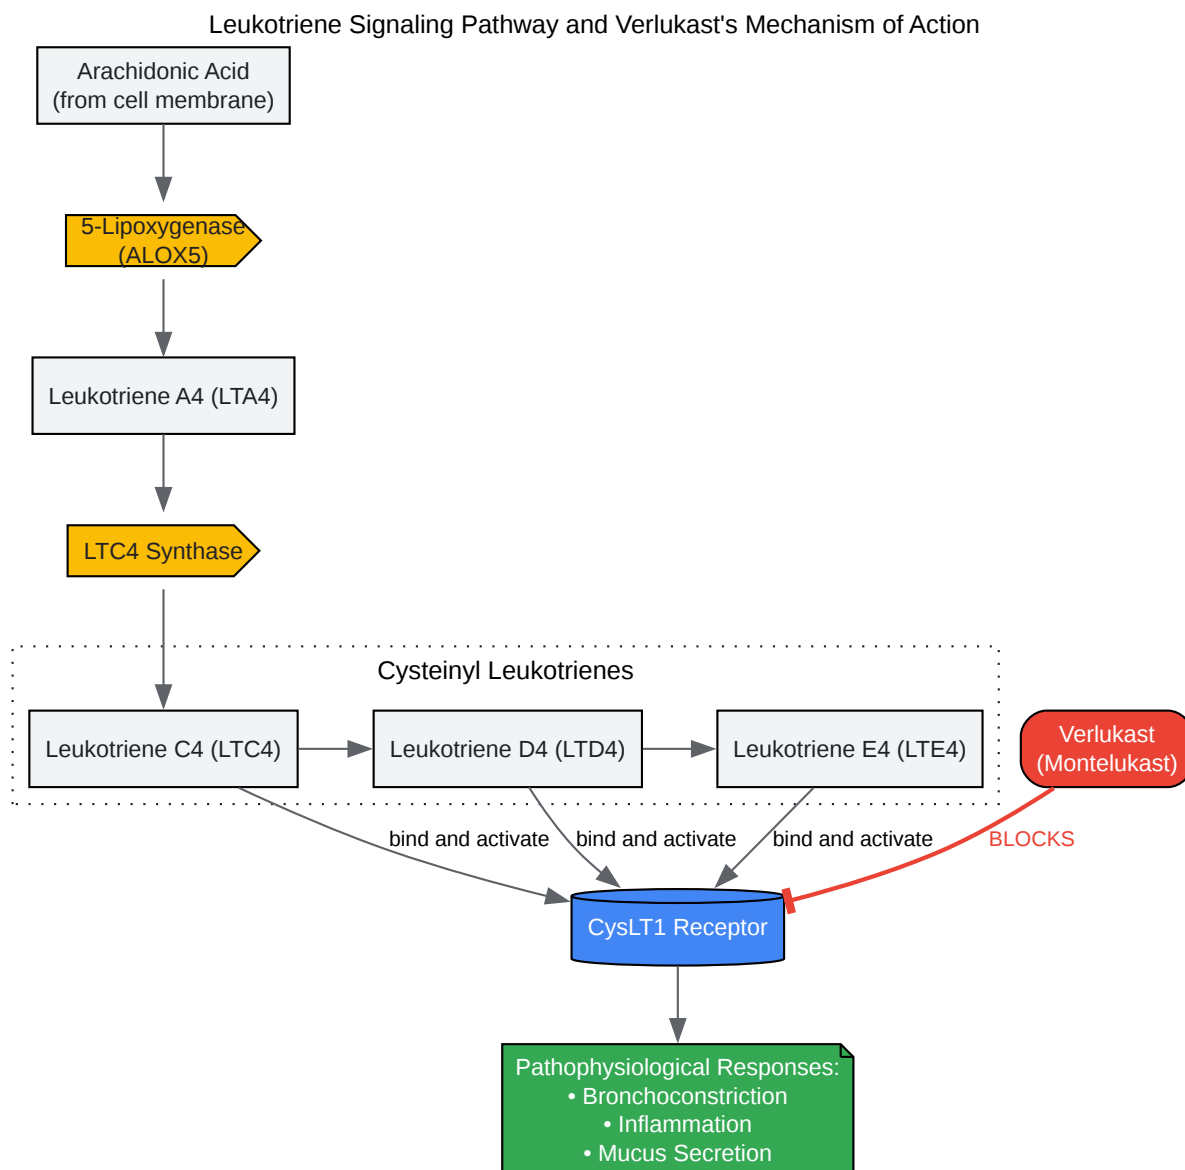 Leukotriene Signaling Pathway and Verlukast's Mechanism of Action
Arachidonic Acid
(from cell membrane)
5-Lipoxygenase
(ALOX5)
Leukotriene A4 (LTA4)
LTC4 Synthase
Cysteinyl Leukotrienes
Leukotriene C4 (LTC4)
Leukotriene D4 (LTD4)
Leukotriene E4 (LTE4)
Verlukast
(Montelukast)
bind and activate
bind and activate
bind and activate
BLOCKS
CysLT1 Receptor
Pathophysiological Responses:
• Bronchoconstriction
• Inflammation
• Mucus Secretion